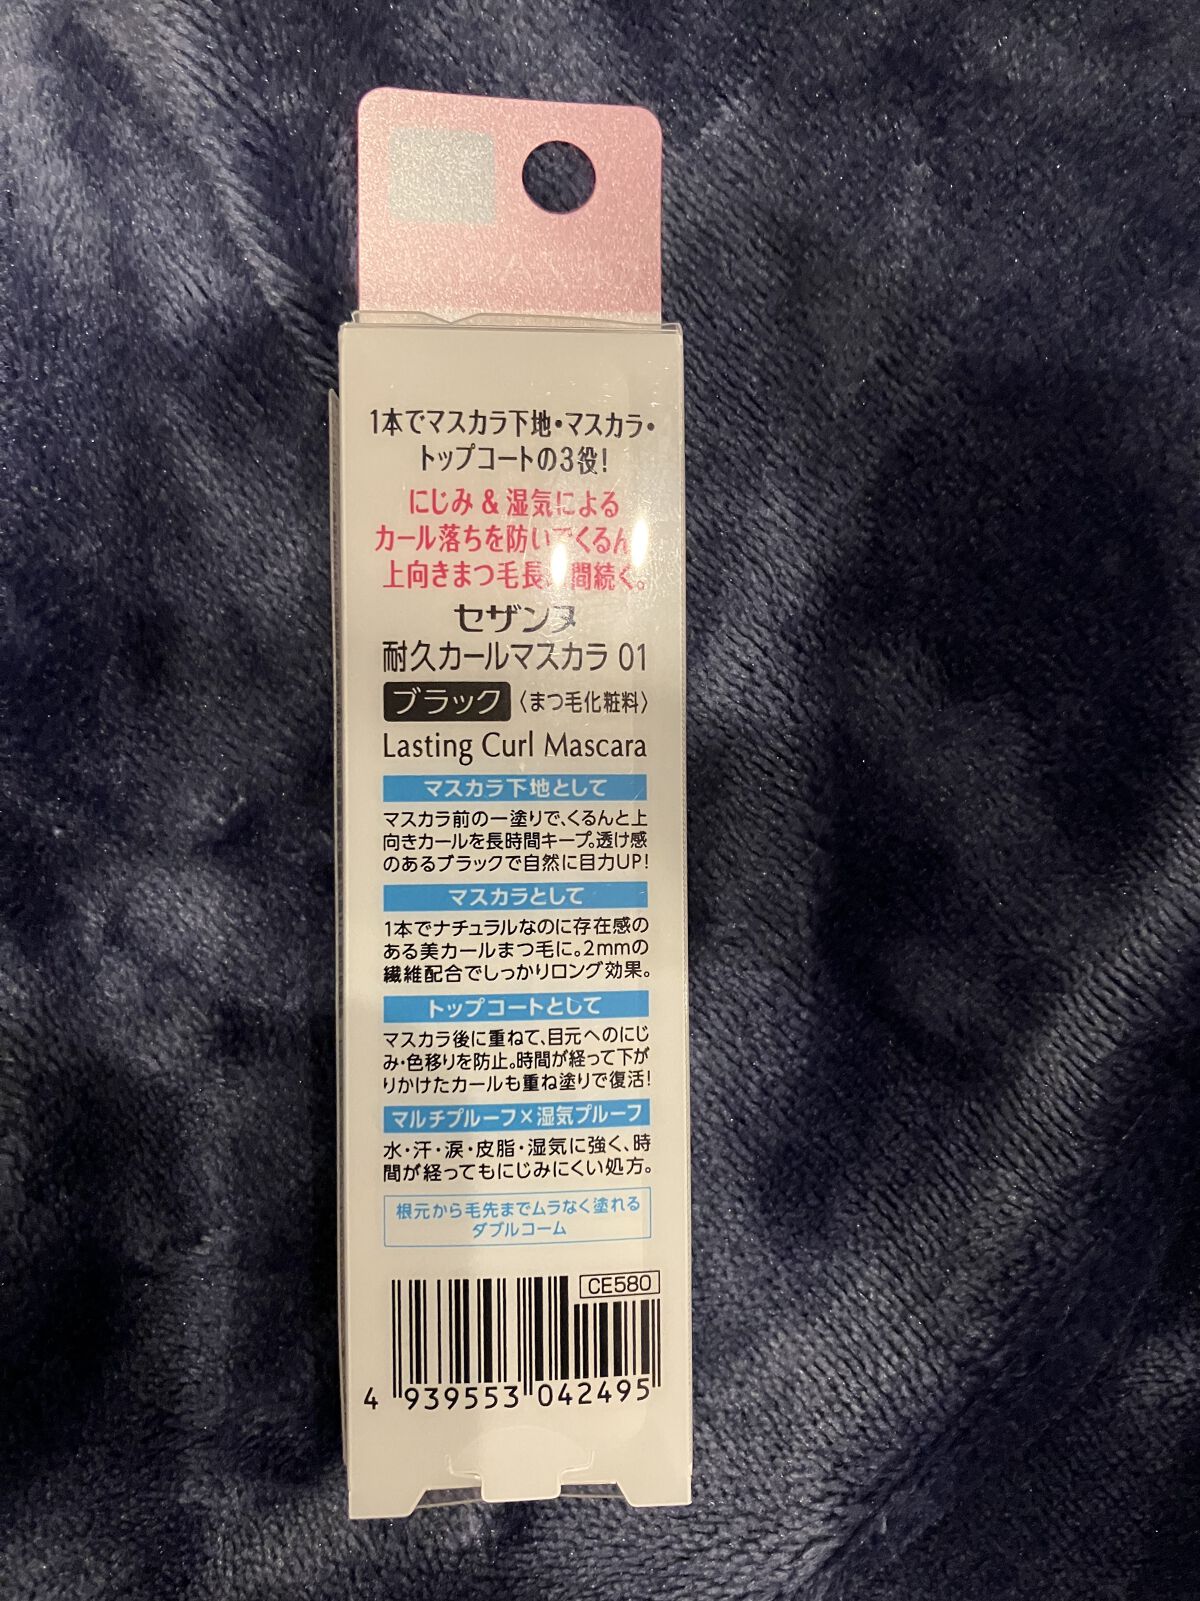 1本でマスカラ下地・マスカラ・
トップコートの3役!
にじみ & 湿気による
カール落ちを防いでくるん
上向きまつ毛長 間続く。
セザンヌ
耐久カールマスカラ 01
ブラック 〈まつ毛化粧料〉
Lasting Curl Mascara
マスカラ下地として
マスカラ前の一塗りで、くるんと上
向きカールを長時間キープ。透け感
のあるブラックで自然に目力UP!
マスカラとして
1本でナチュラルなのに存在感の
ある美カールまつ毛に。2mmの
繊維配合でしっかりロング効果。
トップコートとして
マスカラ後に重ねて、目元へのにじ
み・色移りを防止。時間が経って下が
りかけたカールも重ね塗りで復活!
マルチプルーフ×湿気プルーフ
水・汗・涙・皮脂・湿気に強く、時
間が経ってもにじみにくい処方。
根元から毛先までムラなく塗れる
ダブルコーム
CE580
4 939553 042495